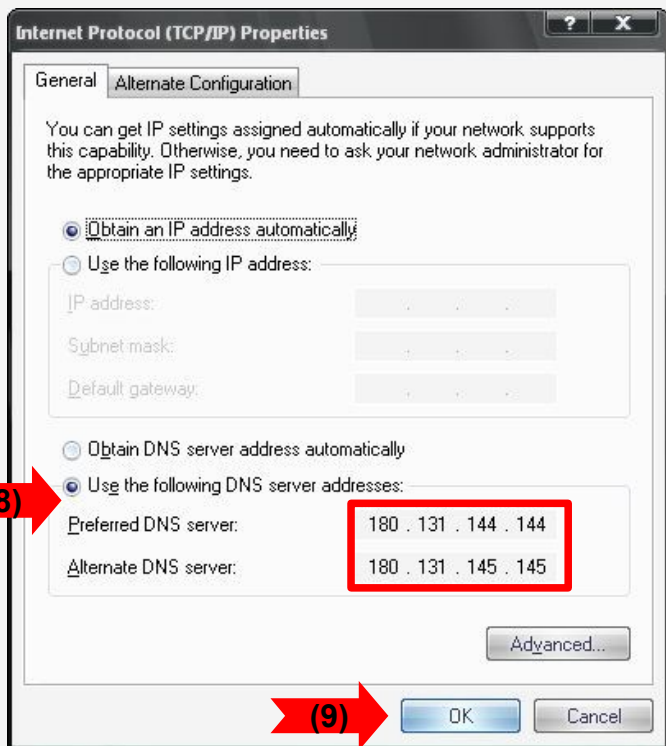 Internet Protocol (TCP/IP) Properties
? X
General
Alternate Configuration
You can get IP settings assigned automatically if your network supports
this capability. Otherwise, you need to ask your network administrator for
the appropriate IP settings.
Obtain an IP address automatically
Use the following IP address:
IP address: . . .
Subnet mask: . . .
Default gateway: . . .
Obtain DNS server address automatically
8)
Use the following DNS server addresses:
Preferred DNS server: 180 . 131 . 144 . 144
Alternate DNS server: 180 . 131 . 145 . 145
Advanced...
(9) OK Cancel